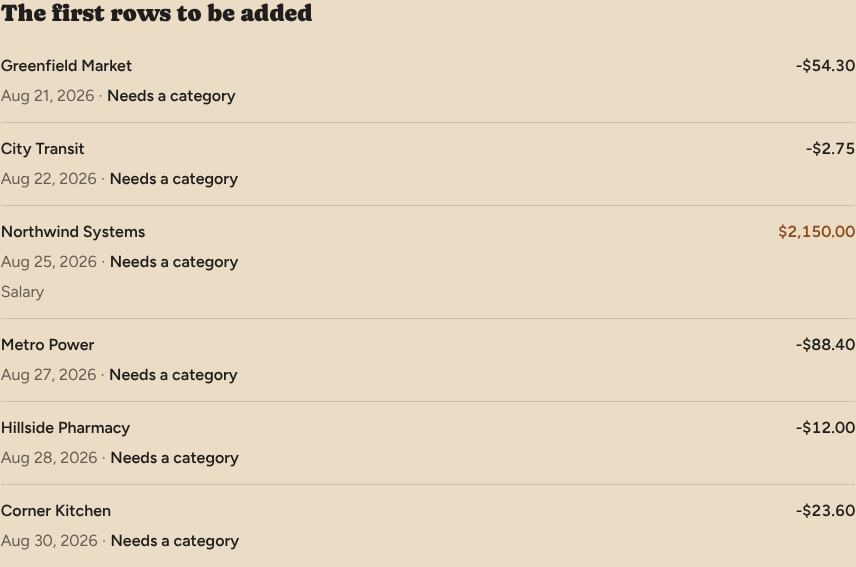 The first rows to be added
Greenfield Market -$54.30
Aug 21, 2026 · Needs a category
City Transit -$2.75
Aug 22, 2026 · Needs a category
Northwind Systems $2,150.00
Aug 25, 2026 · Needs a category
Salary
Metro Power -$88.40
Aug 27, 2026 · Needs a category
Hillside Pharmacy -$12.00
Aug 28, 2026 · Needs a category
Corner Kitchen -$23.60
Aug 30, 2026 · Needs a category